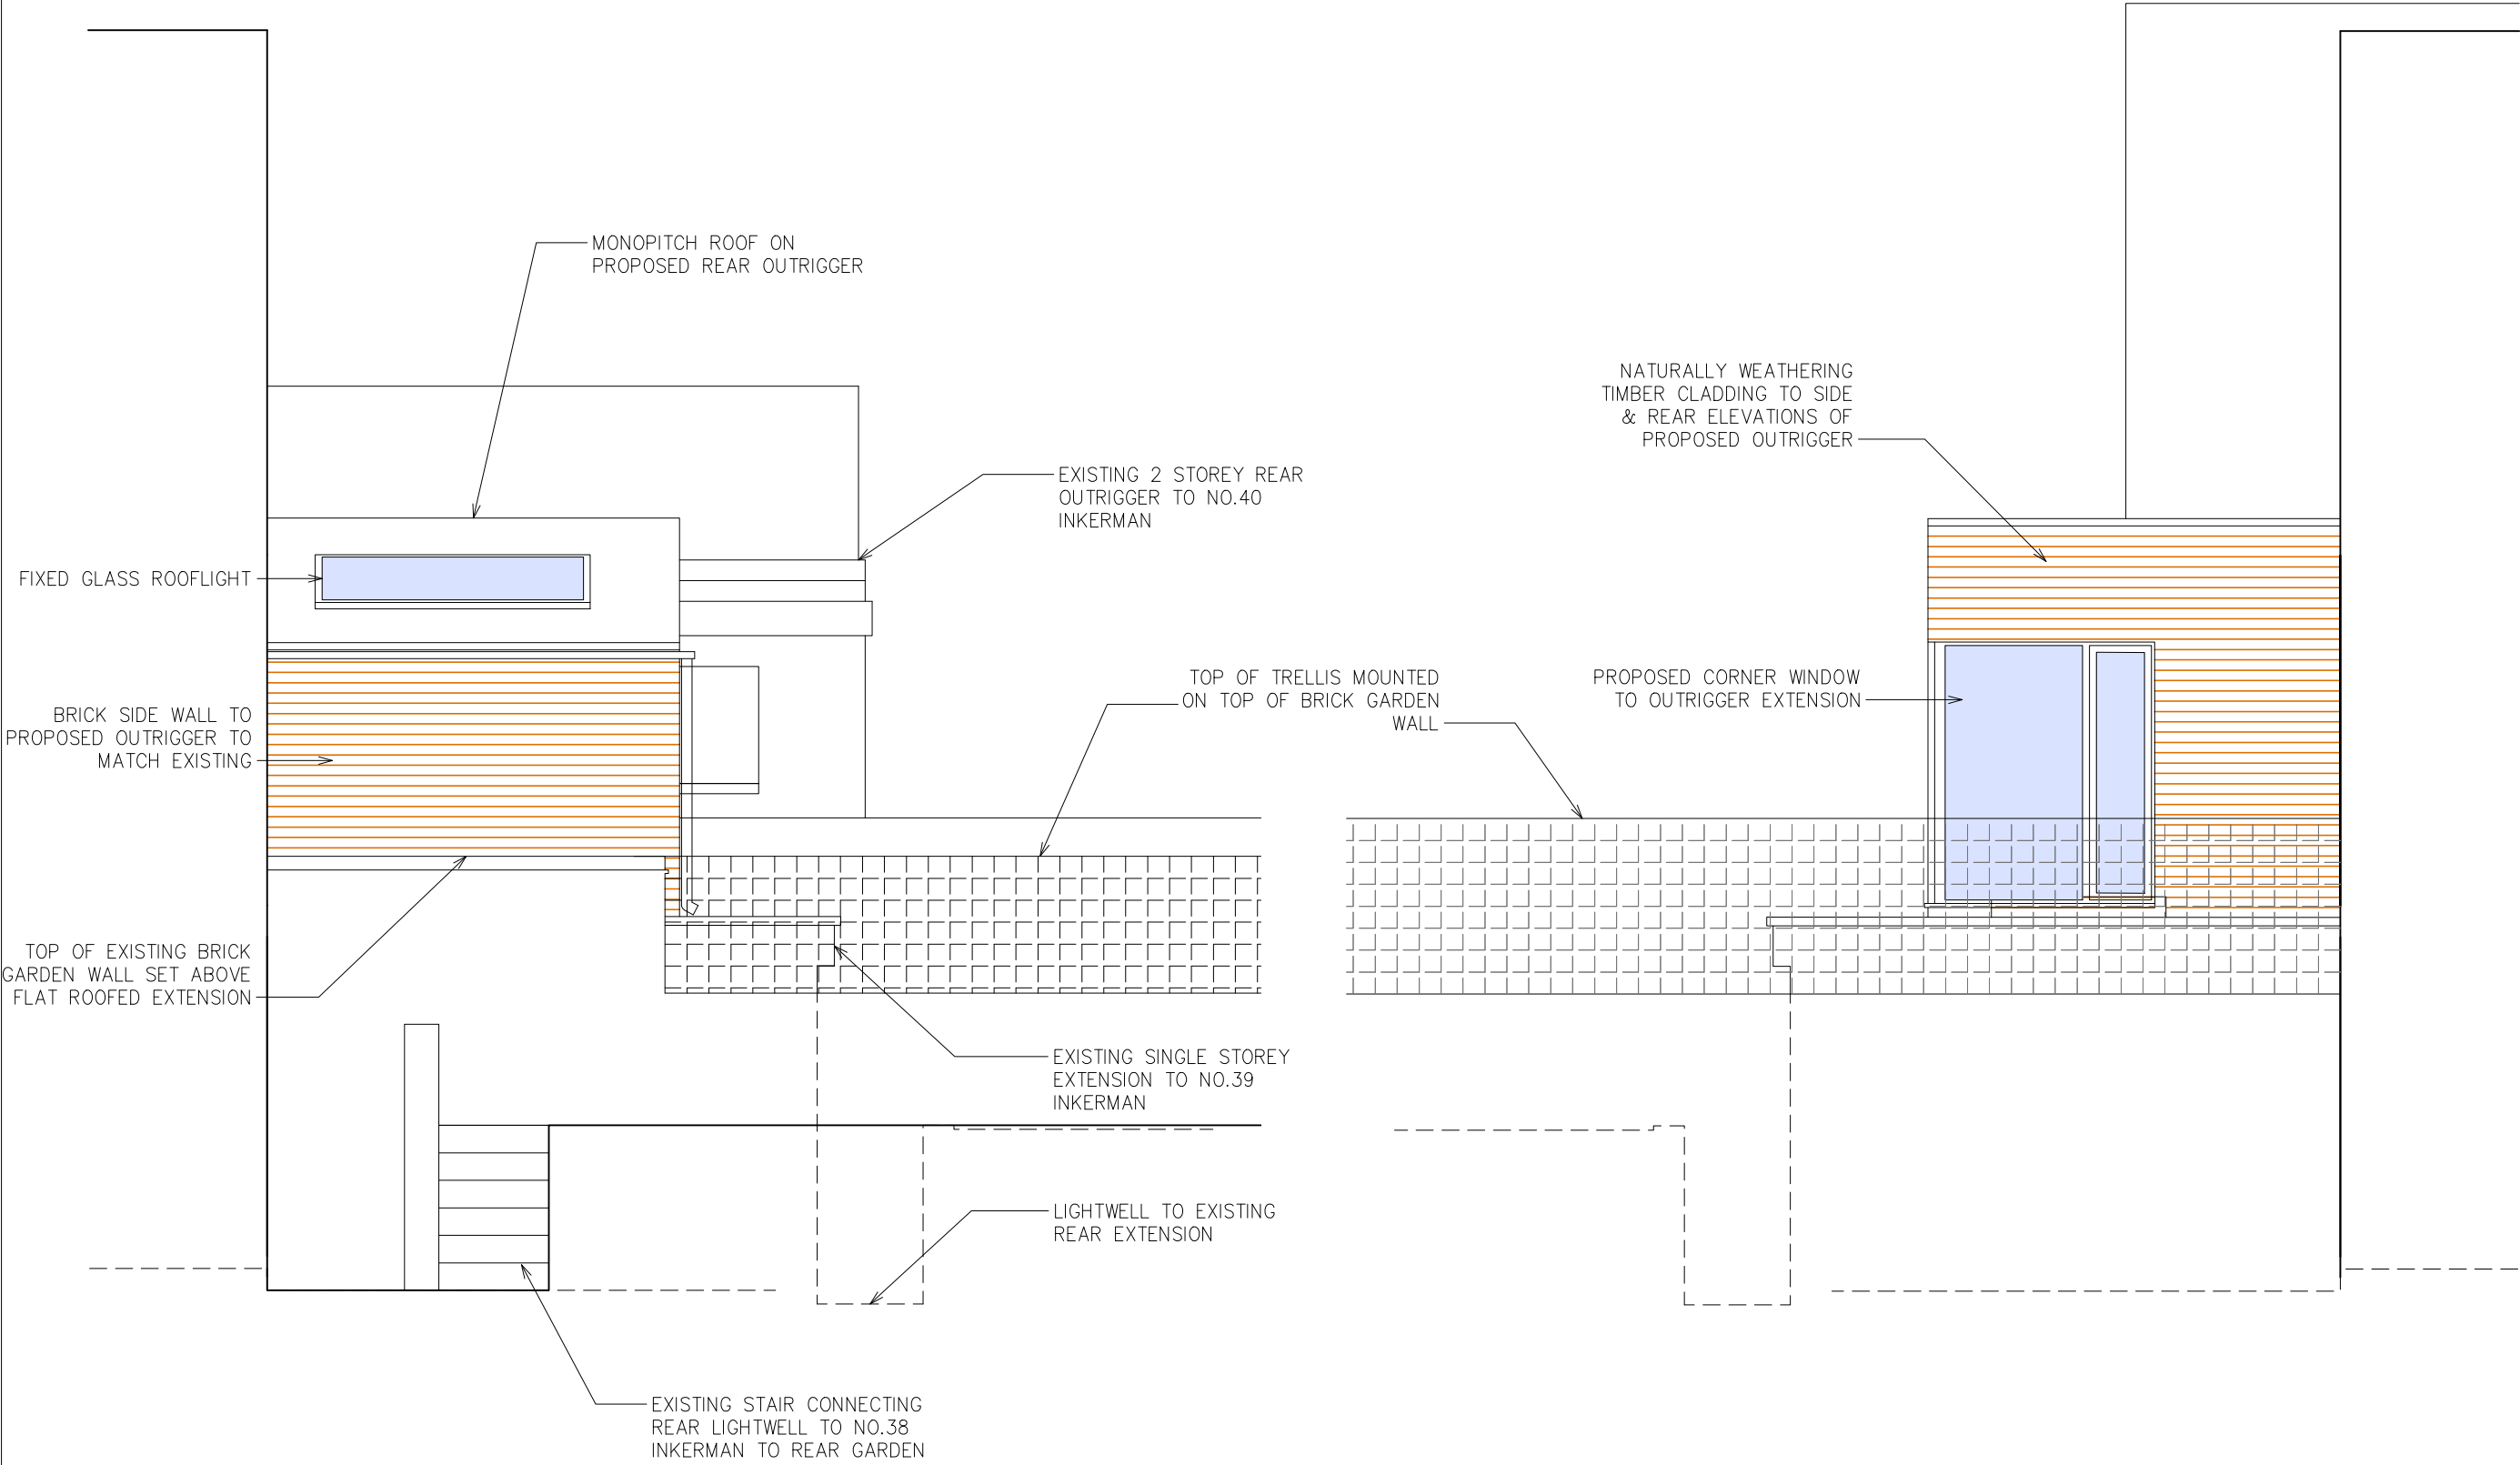 MONOPITCH ROOF ON
PROPOSED REAR OUTRIGGER
NATURALLY WEATHERING
TIMBER CLADDING TO SIDE
& REAR ELEVATIONS OF
PROPOSED OUTRIGGER
EXISTING 2 STOREY REAR
OUTRIGGER TO NO.40
INKERMAN
FIXED GLASS ROOFLIGHT
TOP OF TRELLIS MOUNTED
ON TOP OF BRICK GARDEN
WALL
PROPOSED CORNER WINDOW
TO OUTRIGGER EXTENSION
BRICK SIDE WALL TO
PROPOSED OUTRIGGER TO
MATCH EXISTING
TOP OF EXISTING BRICK
GARDEN WALL SET ABOVE
FLAT ROOFED EXTENSION
EXISTING SINGLE STOREY
EXTENSION TO NO.39
INKERMAN
LIGHTWELL TO EXISTING
REAR EXTENSION
EXISTING STAIR CONNECTING
REAR LIGHTWELL TO NO.38
INKERMAN TO REAR GARDEN